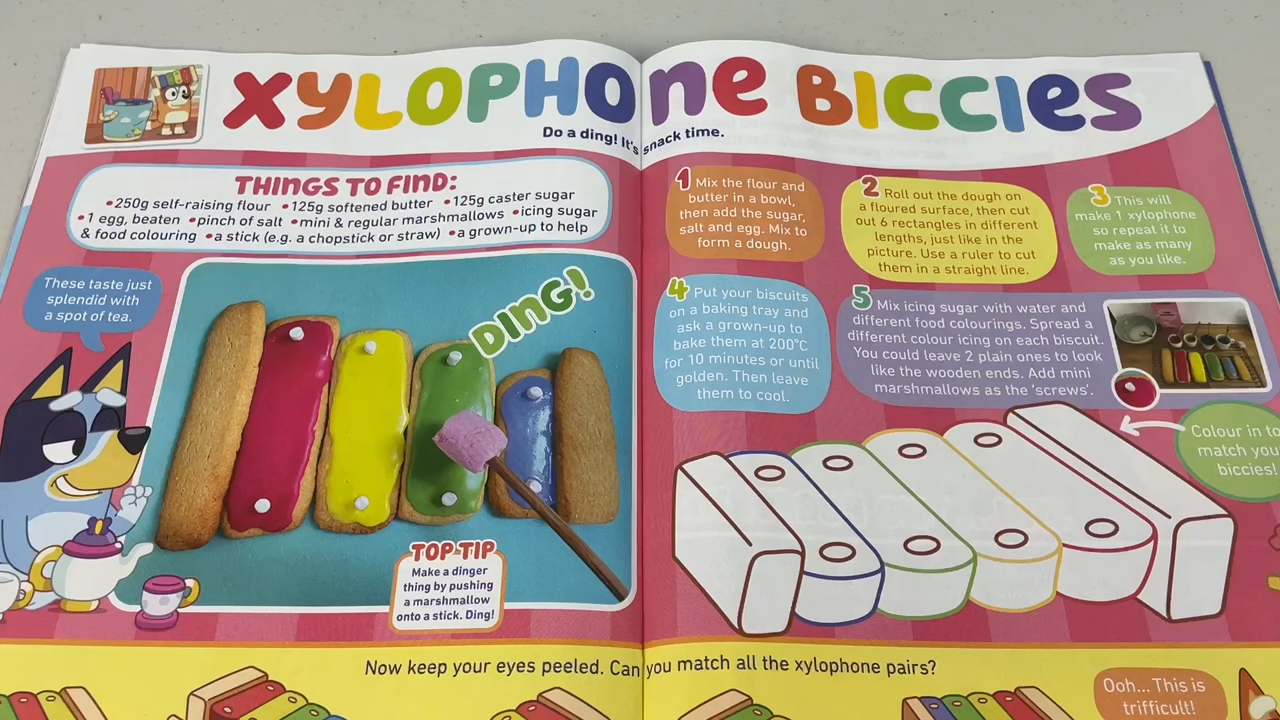 XYLOPHONE BICCIES
Do a ding! It's snack time.
THINGS TO FIND:
•250g self-raising flour •125g softened butter •125g caster sugar
•1 egg, beaten •pinch of salt •mini & regular marshmallows •icing sugar
& food colouring •a stick (e.g. a chopstick or straw) •a grown-up to help
These taste just
splendid with
a spot of tea.
DING!
TOP TIP
Make a dinger
thing by pushing
a marshmallow
onto a stick. Ding!
1 Mix the flour and
butter in a bowl,
then add the sugar,
salt and egg. Mix to
form a dough.
2 Roll out the dough on
a floured surface, then cut
out 6 rectangles in different
lengths, just like in the
picture. Use a ruler to cut
them in a straight line.
3 This will
make 1 xylophone
so repeat it to
make as many
as you like.
4 Put your biscuits
on a baking tray and
ask a grown-up to
bake them at 200°C
for 10 minutes or until
golden. Then leave
them to cool.
5 Mix icing sugar with water and
different food colourings. Spread a
different colour icing on each biscuit.
You could leave 2 plain ones to look
like the wooden ends. Add mini
marshmallows as the 'screws'.
Colour in to
match you
biccies!
Now keep your eyes peeled. Can you match all the xylophone pairs?
Ooh... This is
trifficult!